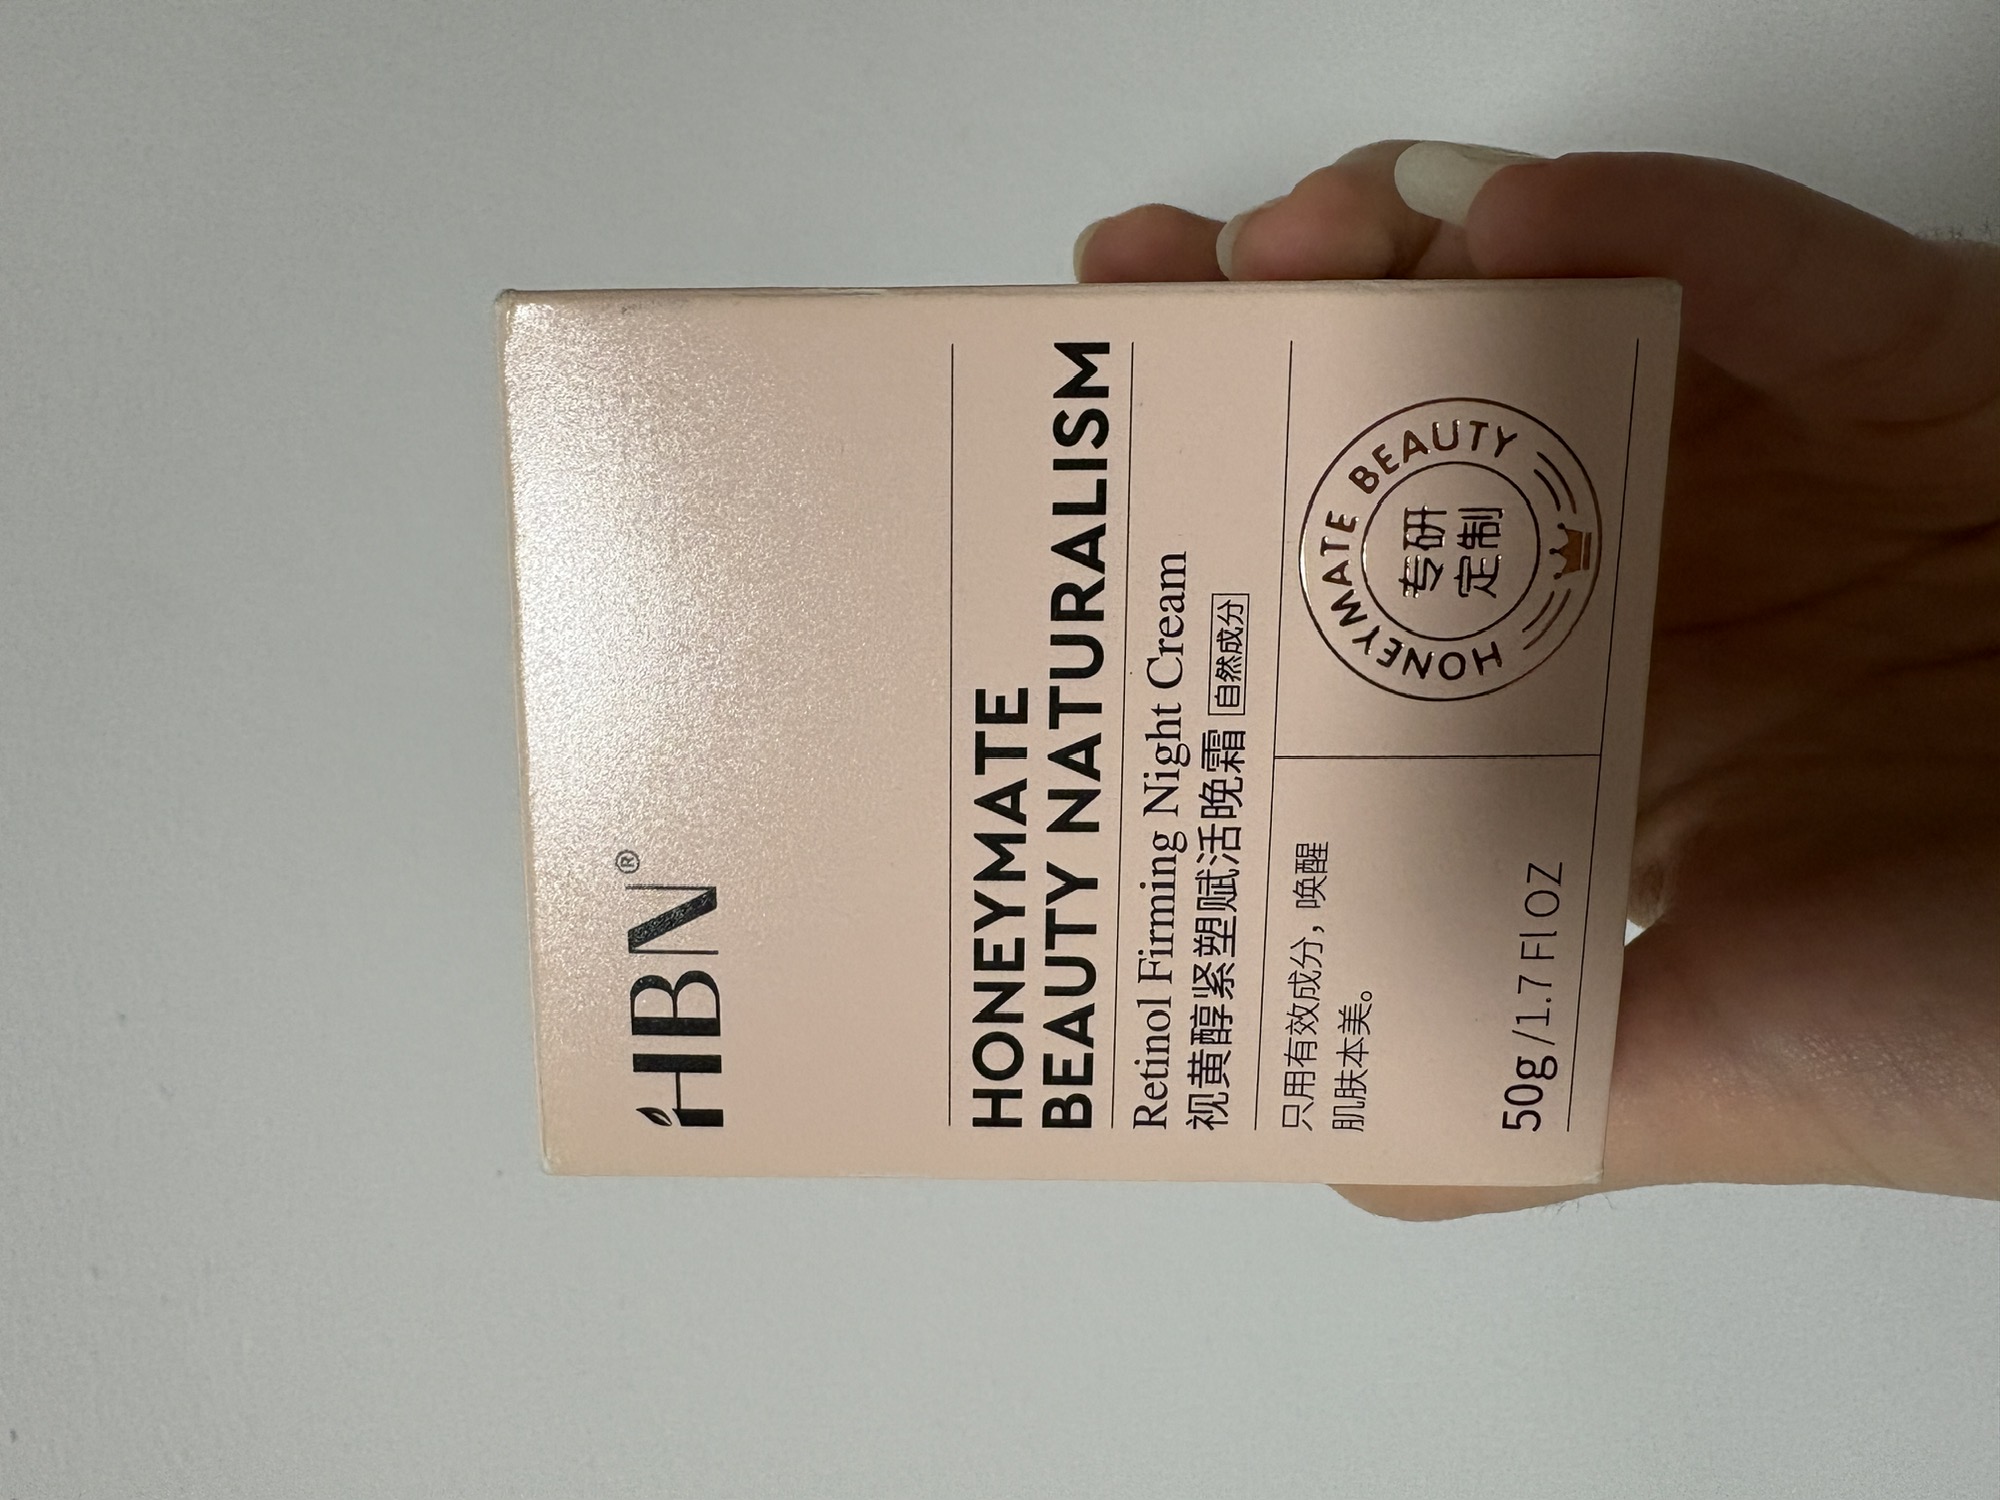 HBN®
HONEYMATE
BEAUTY NATURALISM
Retinol Firming Night Cream
视黄醇紧塑赋活晚霜 自然成分
只用有效成分，唤醒
肌肤本美。
50g/1.7 Fl OZ
HONEYMATE BEAUTY
专研
定制